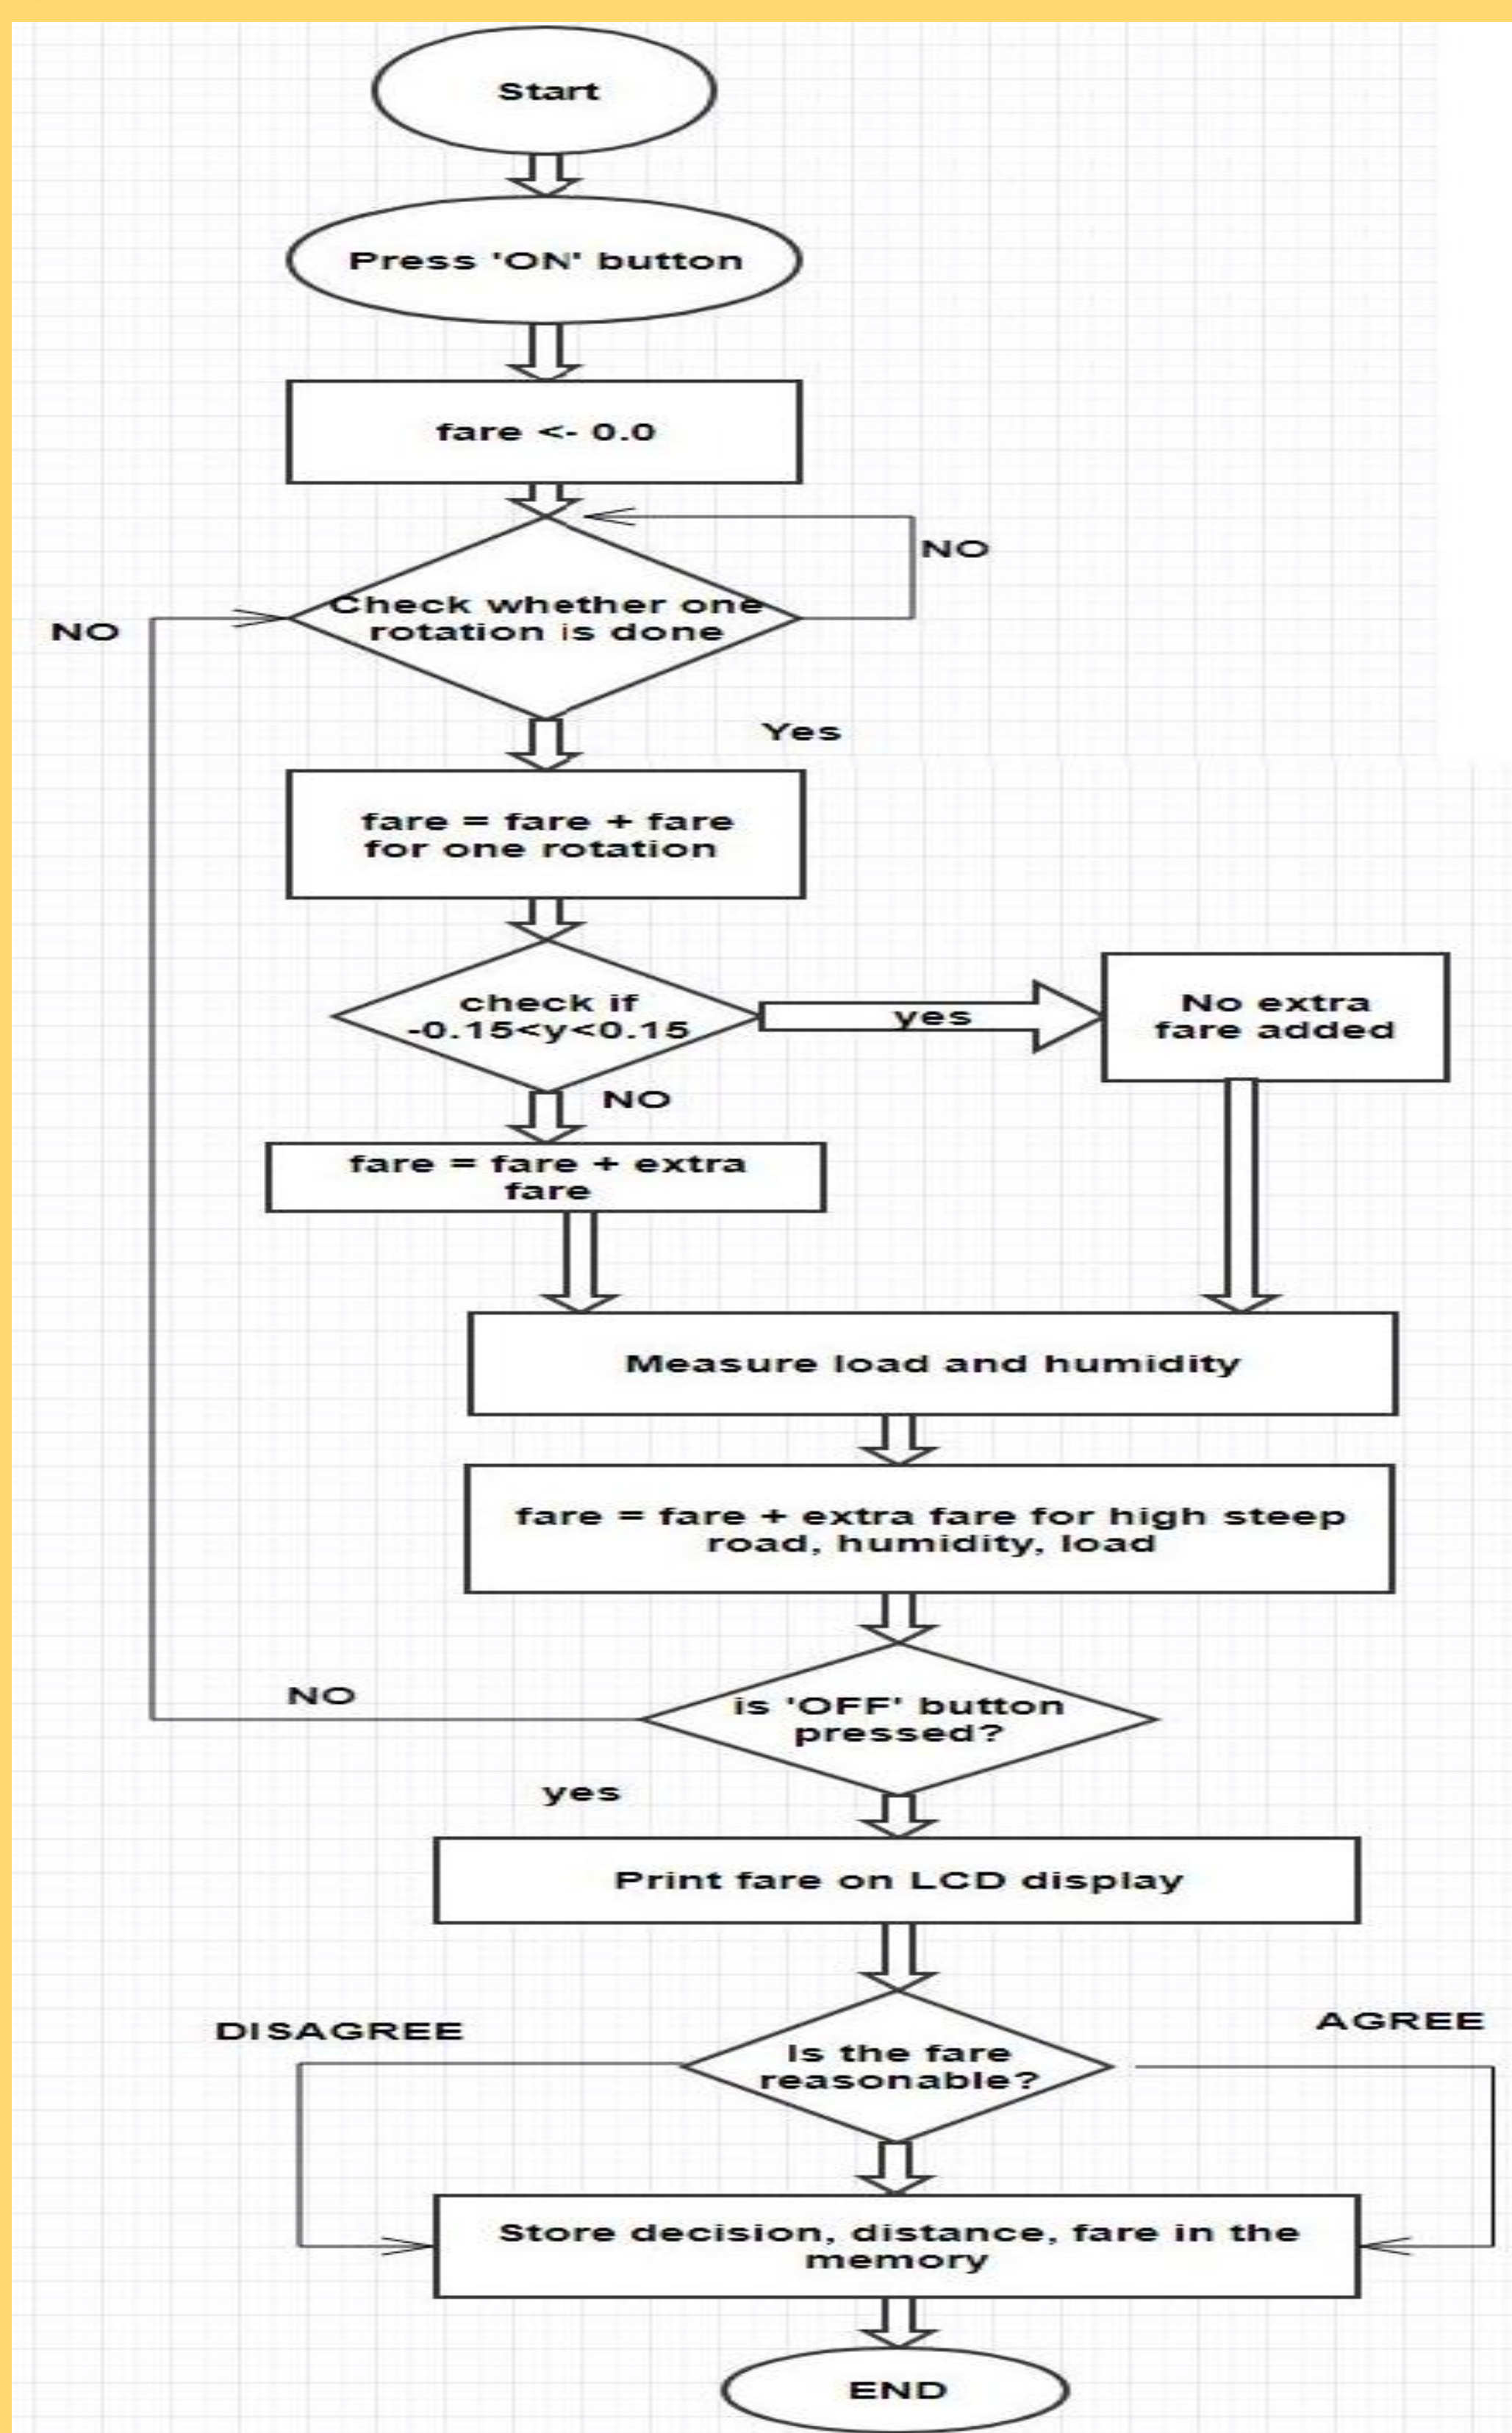 Start
Press 'ON' button
fare <- 0.0
NO
Check whether one
rotation is done
NO
Yes
fare = fare + fare
for one rotation
check if
-0.15<y<0.15
yes
No extra
fare added
NO
fare = fare + extra
fare
Measure load and humidity
fare = fare + extra fare for high steep
road, humidity, load
NO
is 'OFF' button
pressed?
yes
Print fare on LCD display
DISAGREE
AGREE
Is the fare
reasonable?
Store decision, distance, fare in the
memory
END